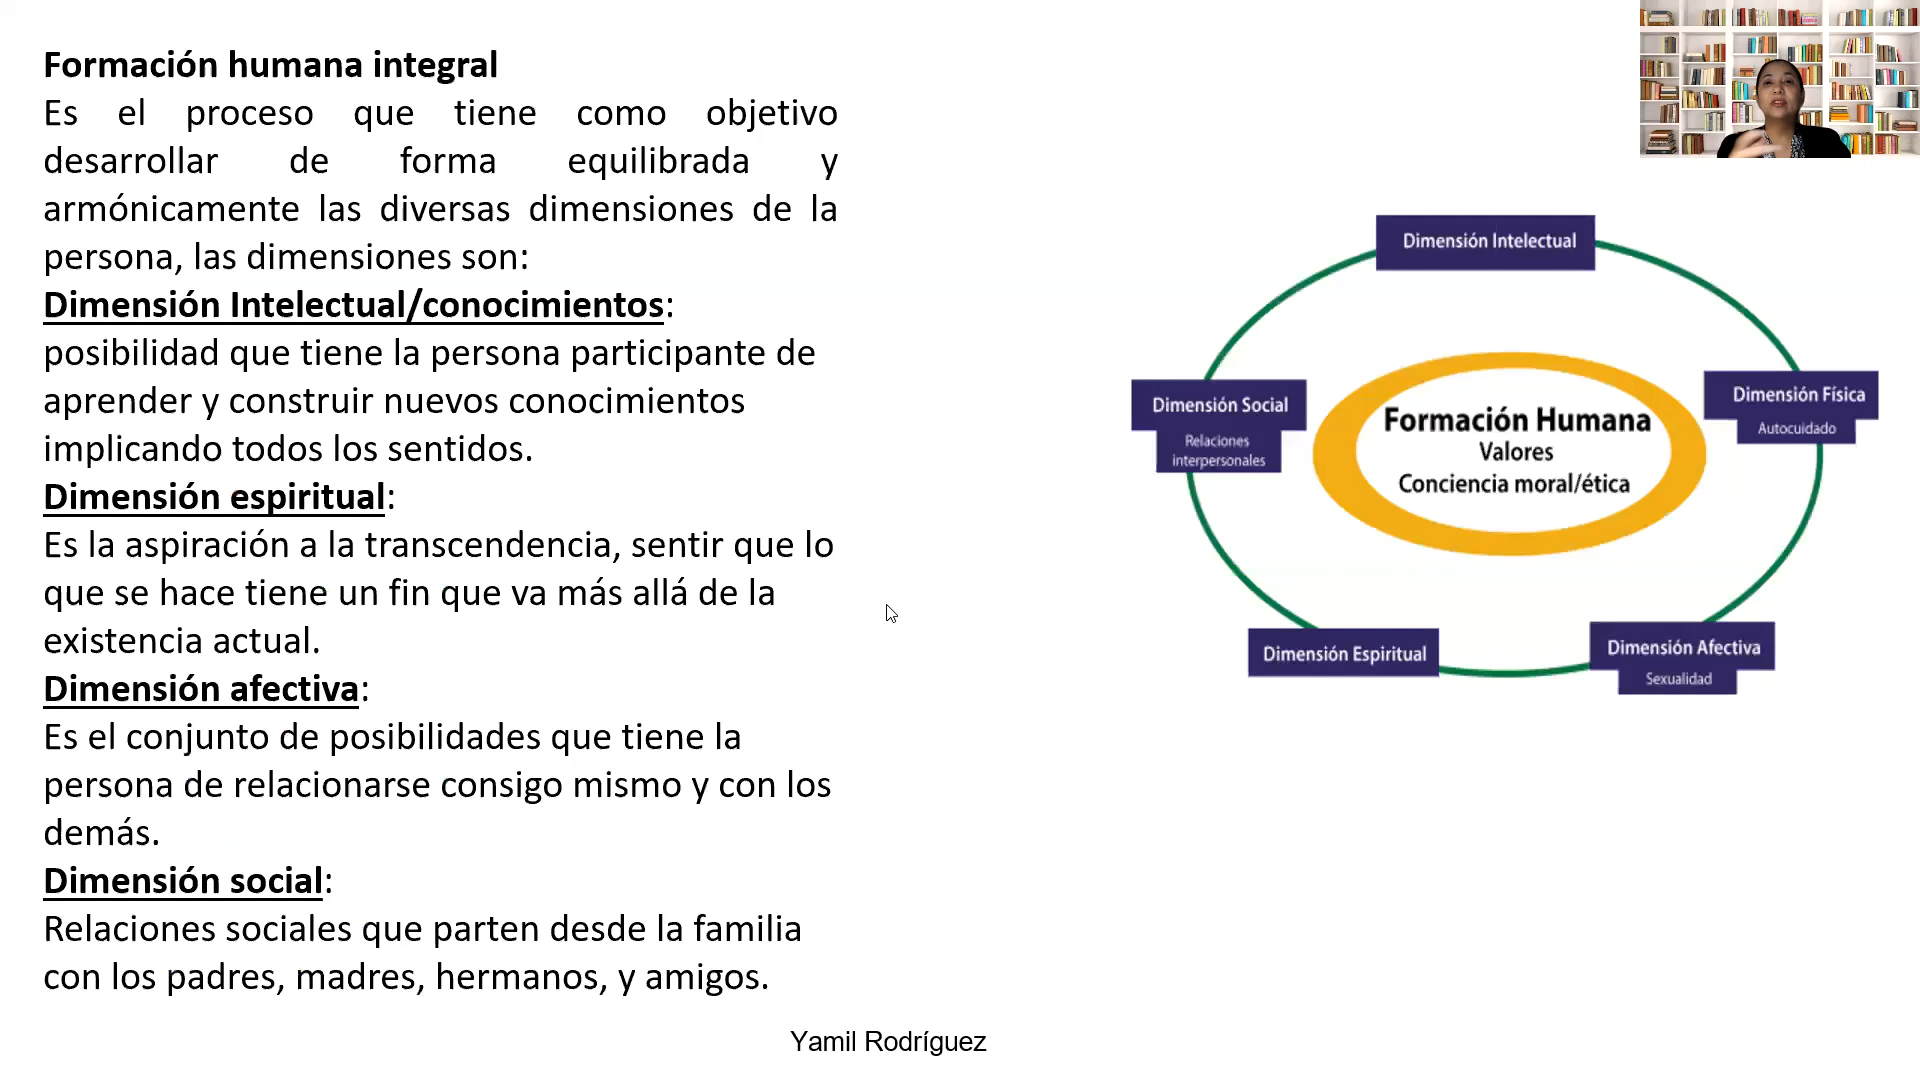 Formación humana integral
Es el proceso que tiene como objetivo
desarrollar de forma equilibrada y
armónicamente las diversas dimensiones de la
persona, las dimensiones son:
Dimensión Intelectual/conocimientos:
posibilidad que tiene la persona participante de
aprender y construir nuevos conocimientos
implicando todos los sentidos.
Dimensión espiritual:
Es la aspiración a la transcendencia, sentir que lo
que se hace tiene un fin que va más allá de la
existencia actual.
Dimensión afectiva:
Es el conjunto de posibilidades que tiene la
persona de relacionarse consigo mismo y con los
demás.
Dimensión social:
Relaciones sociales que parten desde la familia
con los padres, madres, hermanos, y amigos.
Dimensión Intelectual
Dimensión Social
Relaciones
interpersonales
Formación Humana
Valores
Conciencia moral/ética
Dimensión Física
Autocuidado
Dimensión Espiritual
Dimensión Afectiva
Sexualidad
Yamil Rodríguez